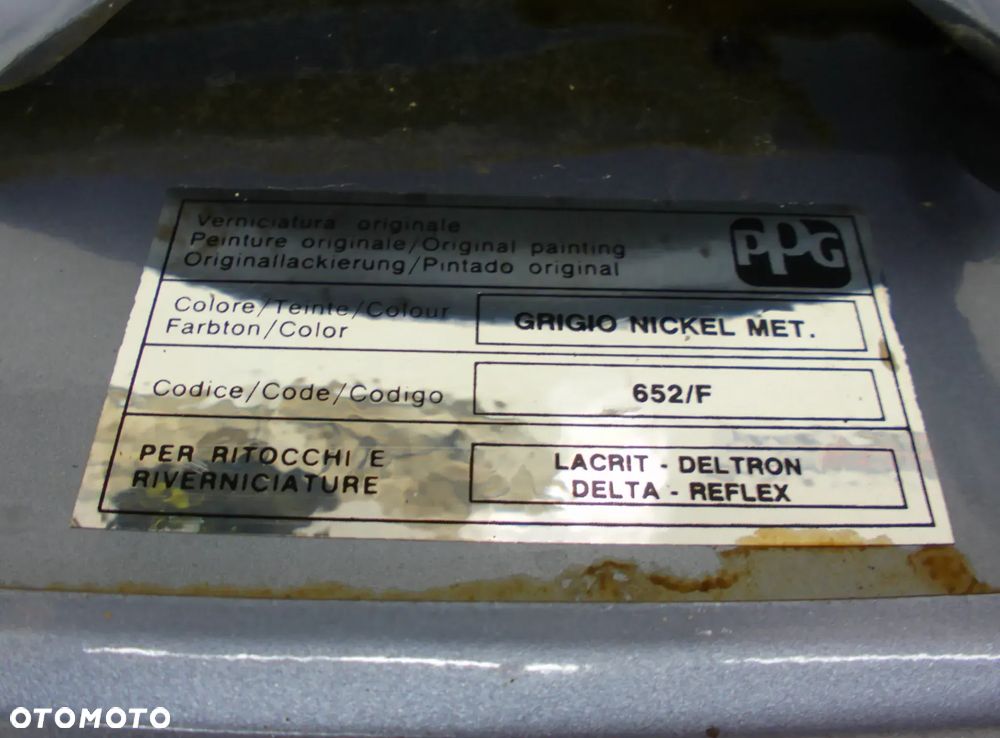 Verniciatura originale
Peinture originale/Original painting
Originallackierung/Pintado original
PPG
Colore/Teinte/Colour
Farbton/Color
GRIGIO NICKEL MET.
Codice/Code/Codigo
652/F
PER RITOCCHI E
RIVERNICIATURE
LACRIT - DELTRON
DELTA - REFLEX
OTOMOTO